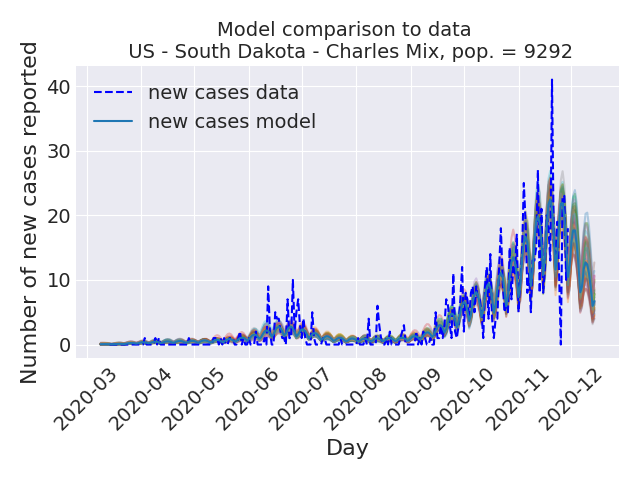 Model comparison to data
US - South Dakota - Charles Mix, pop. = 9292
Number of new cases reported
40
30
20
10
0
new cases data
new cases model
2020-03
2020-04
2020-05
2020-06
2020-07
2020-08
2020-09
2020-10
2020-11
2020-12
Day